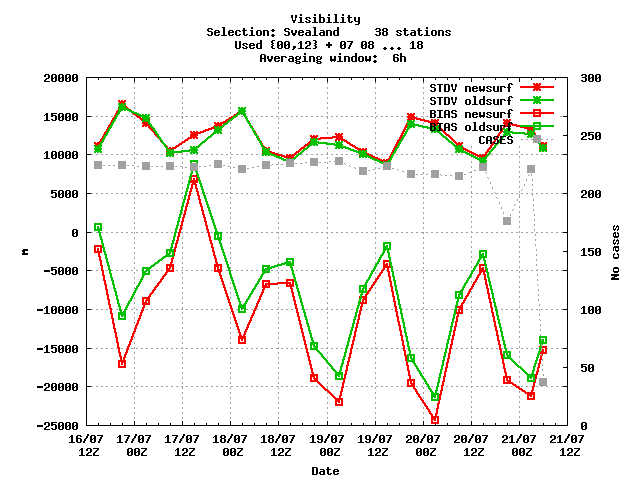 Visibility
Selection: Svealand     38 stations
Used {00,12} + 07 08 ... 18
Averaging window:  6h
20000
15000
10000
5000
0
-5000
-10000
-15000
-20000
-25000
m
STDV newsurf
STDV oldsurf
BIAS newsurf
BIAS oldsurf
CASES
300
250
200
150
100
50
0
No cases
16/07 12Z
17/07 00Z
17/07 12Z
18/07 00Z
18/07 12Z
19/07 00Z
19/07 12Z
20/07 00Z
20/07 12Z
21/07 00Z
21/07 12Z
Date